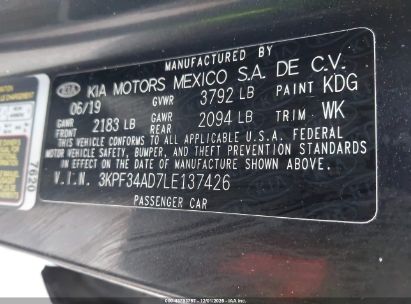 MANUFACTURED BY
KIA KIA MOTORS MEXICO S.A. DE C.V.
06/19 GVWR 3792 LB PAINT KDG
GAWR FRONT 2183 LB GAWR REAR 2094 LB TRIM WK
THIS VEHICLE CONFORMS TO ALL APPLICABLE U.S.A. FEDERAL
MOTOR VEHICLE SAFETY, BUMPER, AND THEFT PREVENTION STANDARDS
IN EFFECT ON THE DATE OF MANUFACTURE SHOWN ABOVE.
V.I.N. 3KPF34AD7LE137426
PASSENGER CAR
7620